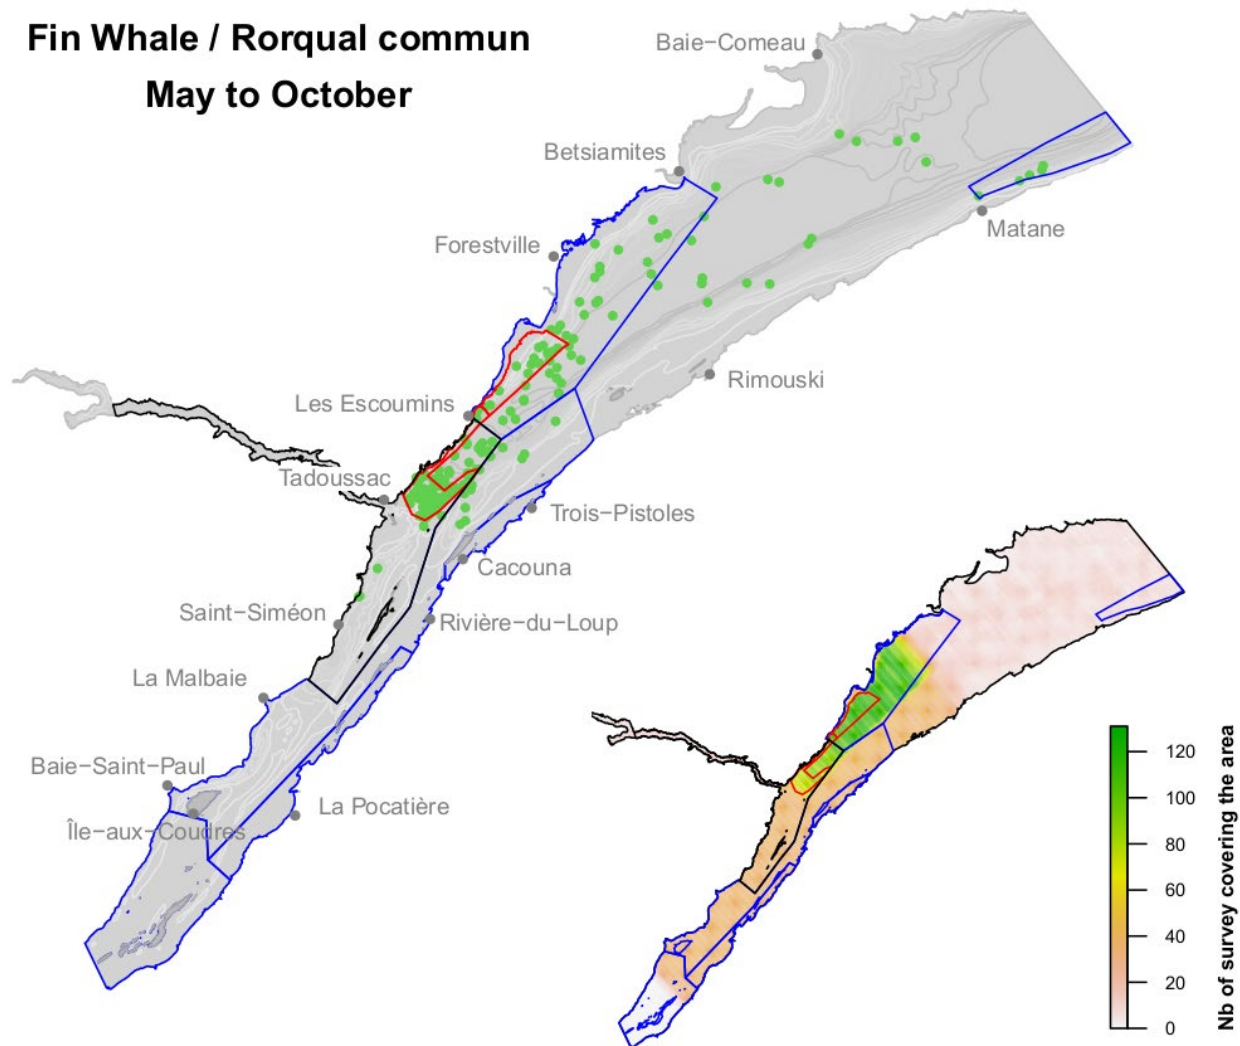 Fin Whale / Rorqual commun
May to October
Baie−Comeau
Betsiamites
Matane
Forestville
Rimouski
Les Escoumins
Tadoussac
Trois−Pistoles
Cacouna
Saint−Siméon
Rivière−du−Loup
La Malbaie
Baie−Saint−Paul
La Pocatière
Île−aux−Coudres
120
100
80
60
40
20
0
Nb of survey covering the area